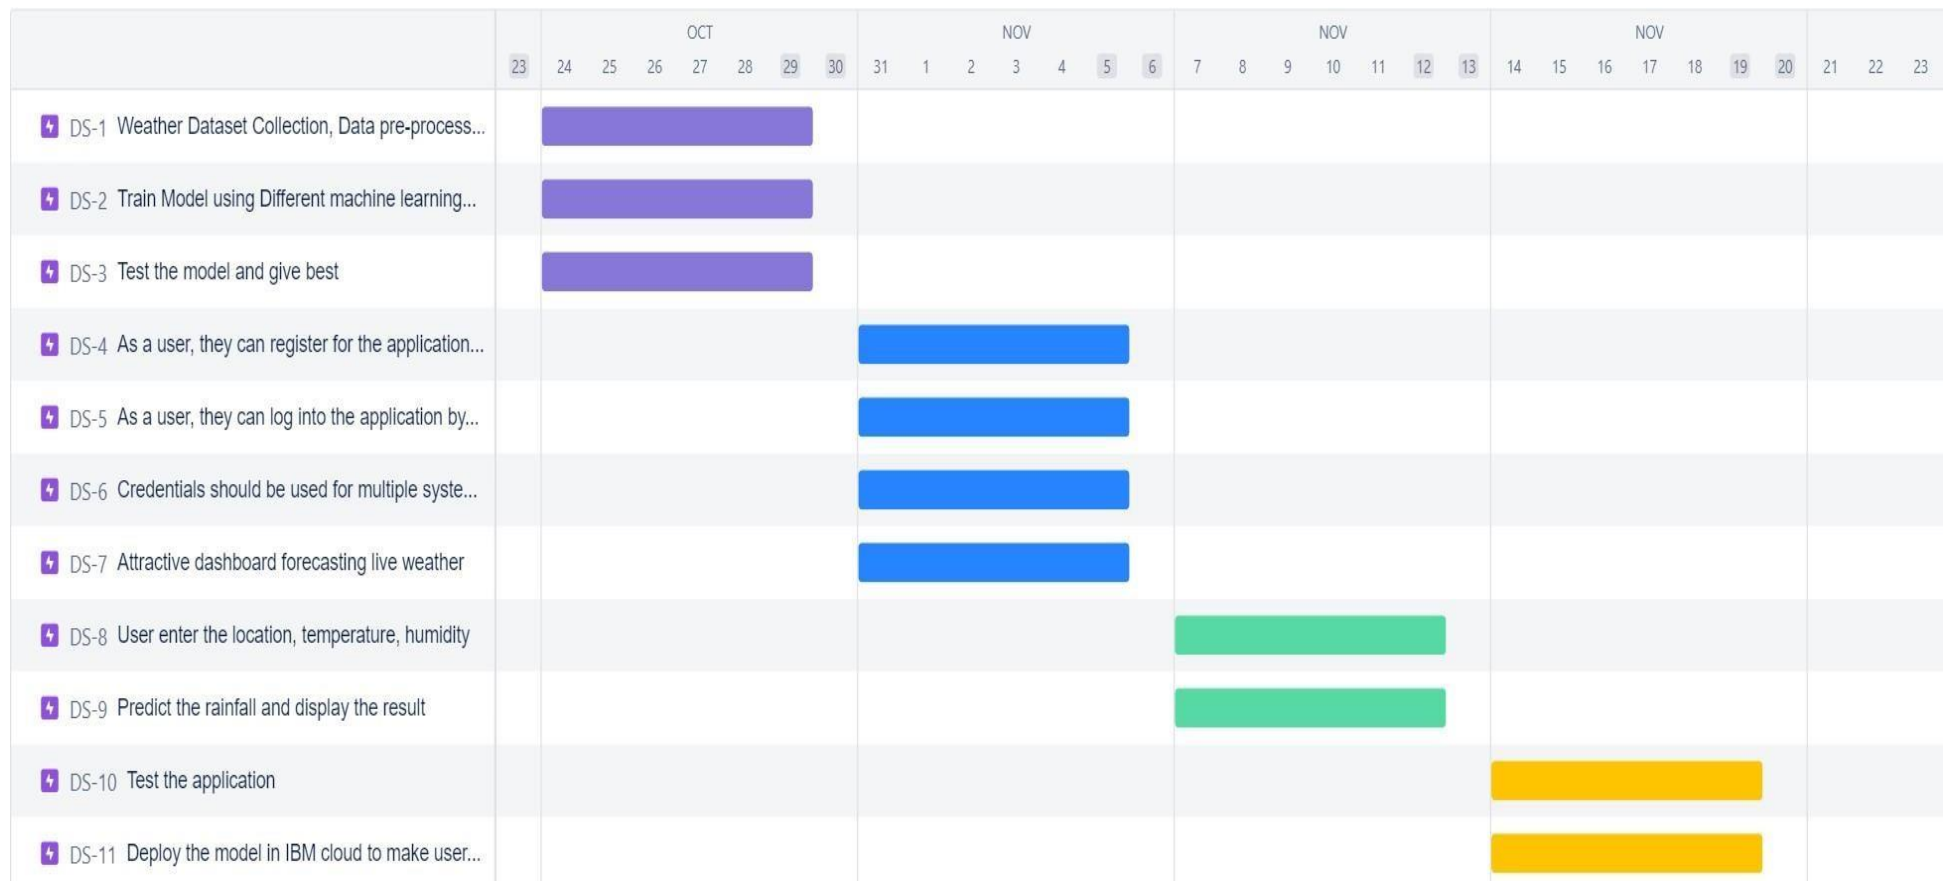 OCT NOV NOV NOV
23 24 25 26 27 28 29 30 31 1 2 3 4 5 6 7 8 9 10 11 12 13 14 15 16 17 18 19 20 21 22 23
DS-1 Weather Dataset Collection, Data pre-process...
DS-2 Train Model using Different machine learning...
DS-3 Test the model and give best
DS-4 As a user, they can register for the application...
DS-5 As a user, they can log into the application by...
DS-6 Credentials should be used for multiple syste...
DS-7 Attractive dashboard forecasting live weather
DS-8 User enter the location, temperature, humidity
DS-9 Predict the rainfall and display the result
DS-10 Test the application
DS-11 Deploy the model in IBM cloud to make user...